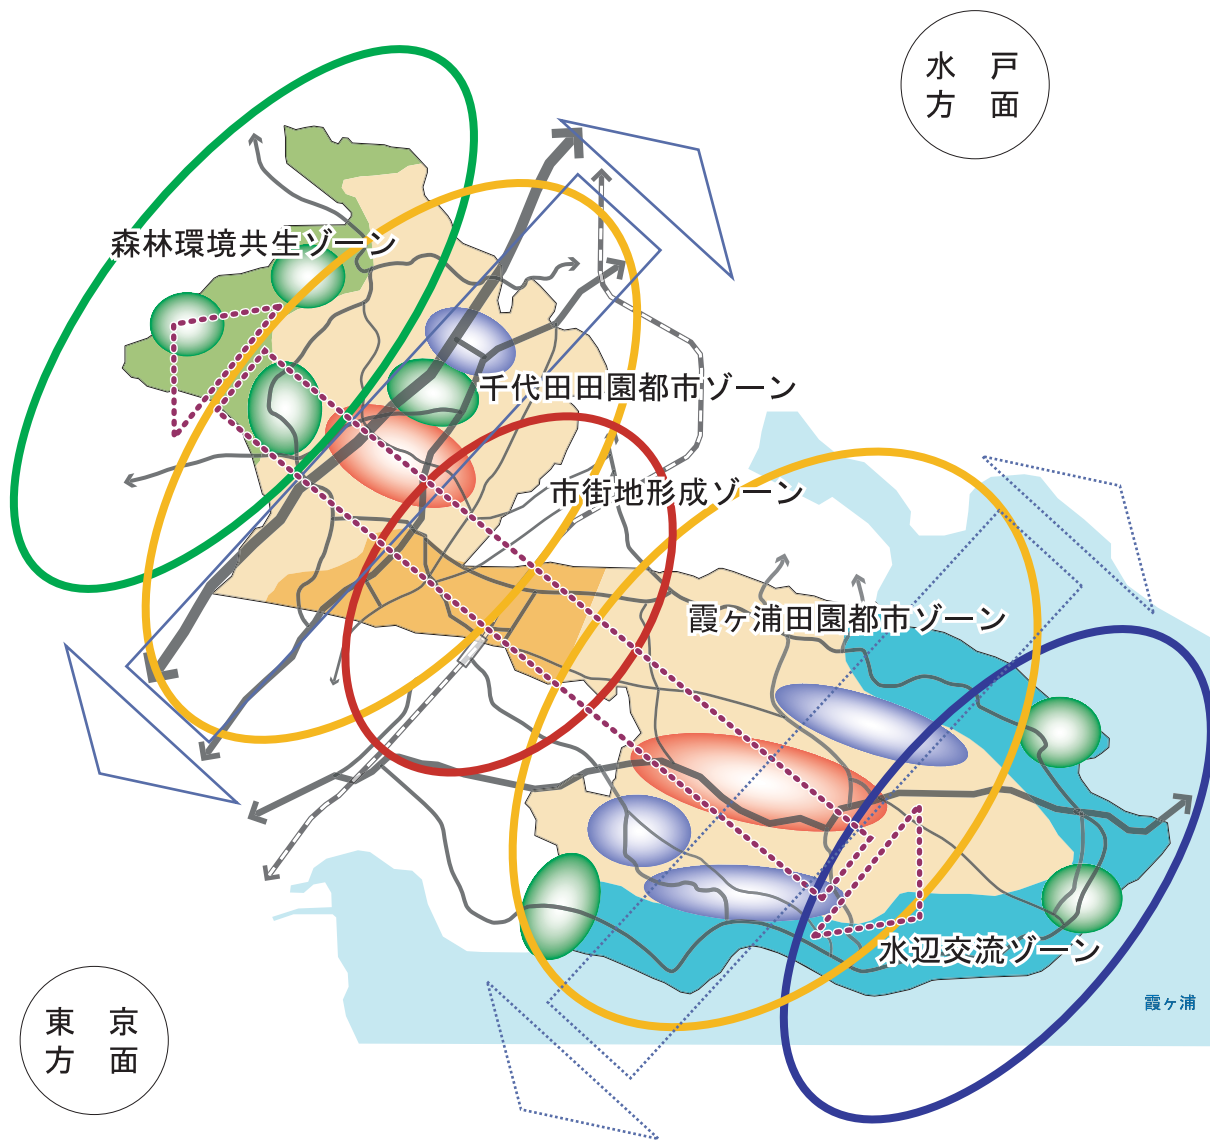 水戸
方面
森林環境共生ゾーン
千代田田園都市ゾーン
市街地形成ゾーン
霞ヶ浦田園都市ゾーン
水辺交流ゾーン
霞ヶ浦
東京
方面